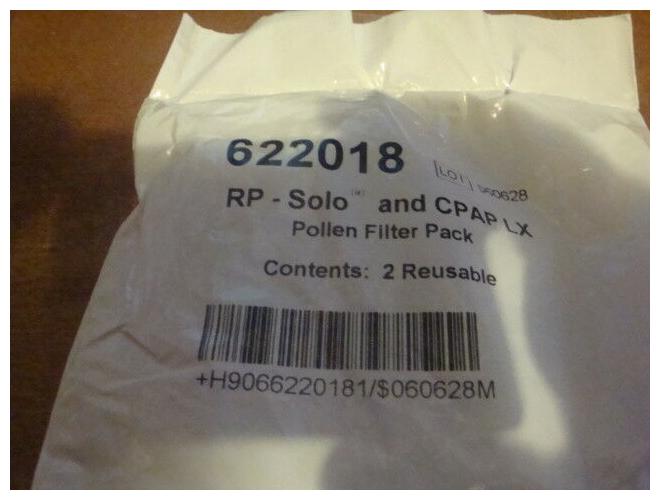 622018 LOT 060628
RP - Solo and CPAP LX
Pollen Filter Pack
Contents: 2 Reusable
+H9066220181/$060628M